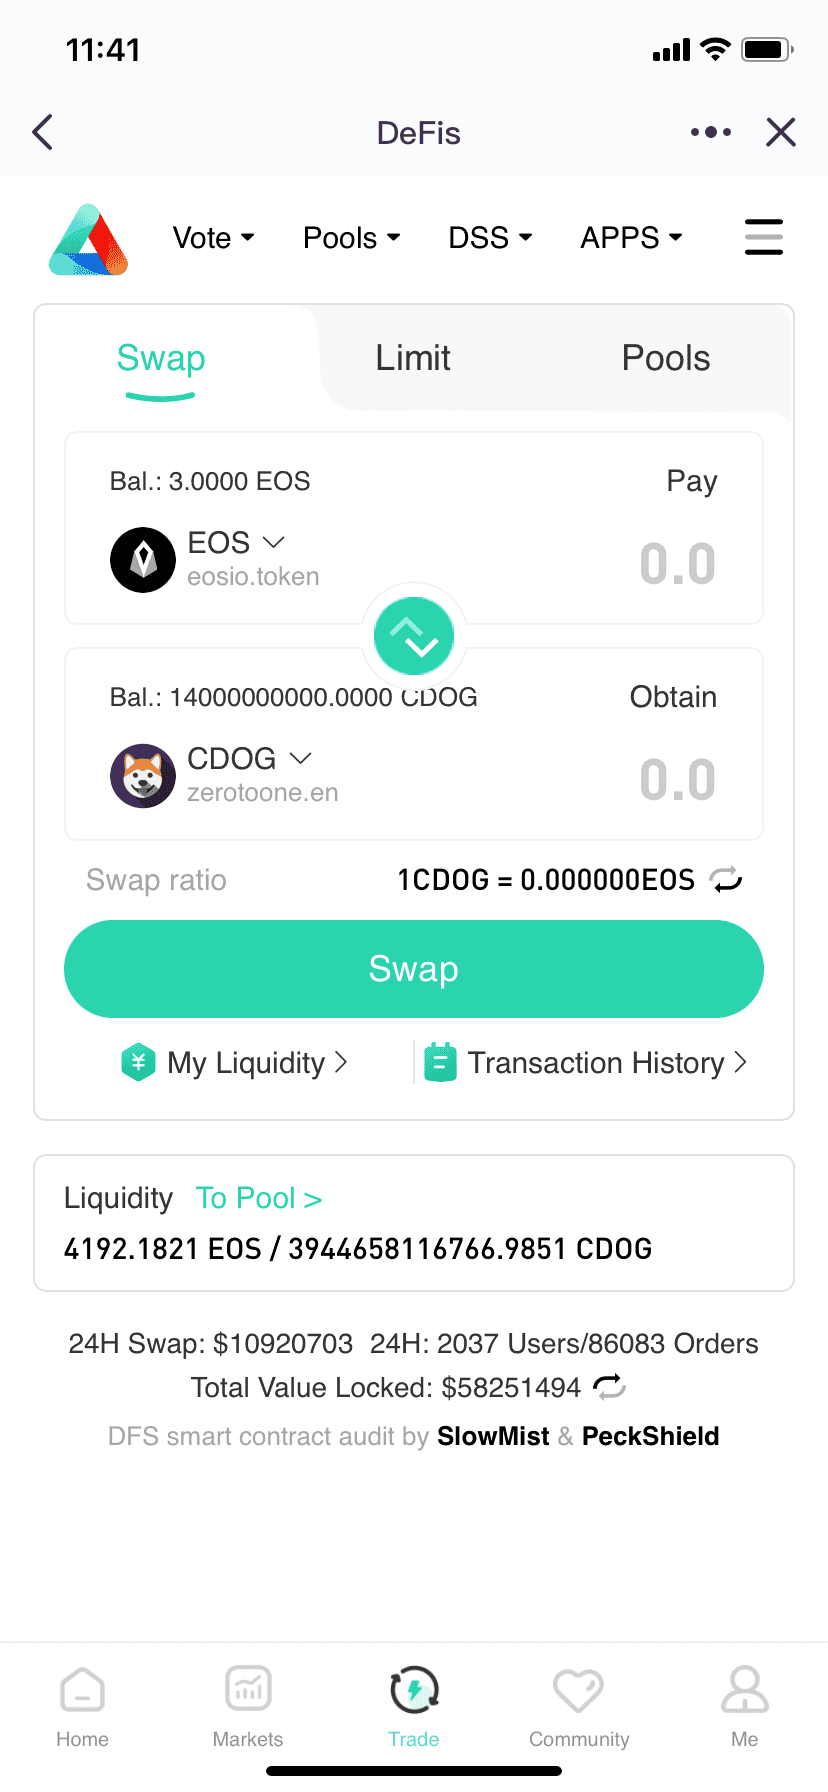 11:41
DeFis
Vote Pools DSS APPS
Swap Limit Pools
Bal.: 3.0000 EOS Pay
EOS 0.0
eosio.token
Bal.: 14000000000.0000 CDOG Obtain
CDOG 0.0
zerotoone.en
Swap ratio 1CDOG = 0.000000EOS
Swap
¥ My Liquidity > Transaction History >
Liquidity To Pool >
4192.1821 EOS / 3944658116766.9851 CDOG
24H Swap: $10920703 24H: 2037 Users/86083 Orders
Total Value Locked: $58251494
DFS smart contract audit by SlowMist & PeckShield
Home Markets Trade Community Me